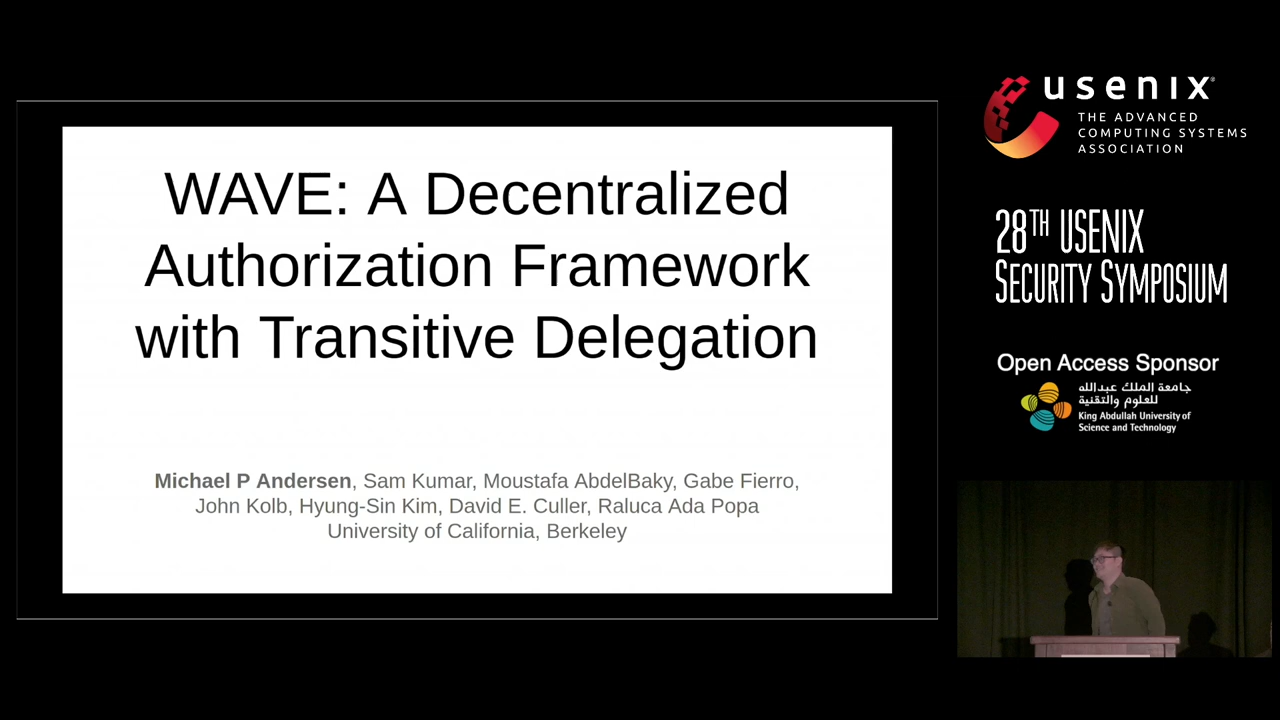 WAVE: A Decentralized
Authorization Framework
with Transitive Delegation
Michael P Andersen, Sam Kumar, Moustafa AbdelBaky, Gabe Fierro,
John Kolb, Hyung-Sin Kim, David E. Culler, Raluca Ada Popa
University of California, Berkeley
usenix
THE ADVANCED
COMPUTING SYSTEMS
ASSOCIATION
28TH USENIX
SECURITY SYMPOSIUM
Open Access Sponsor
جامعة الملك عبدالله
للعلوم والتقنية
King Abdullah University of
Science and Technology